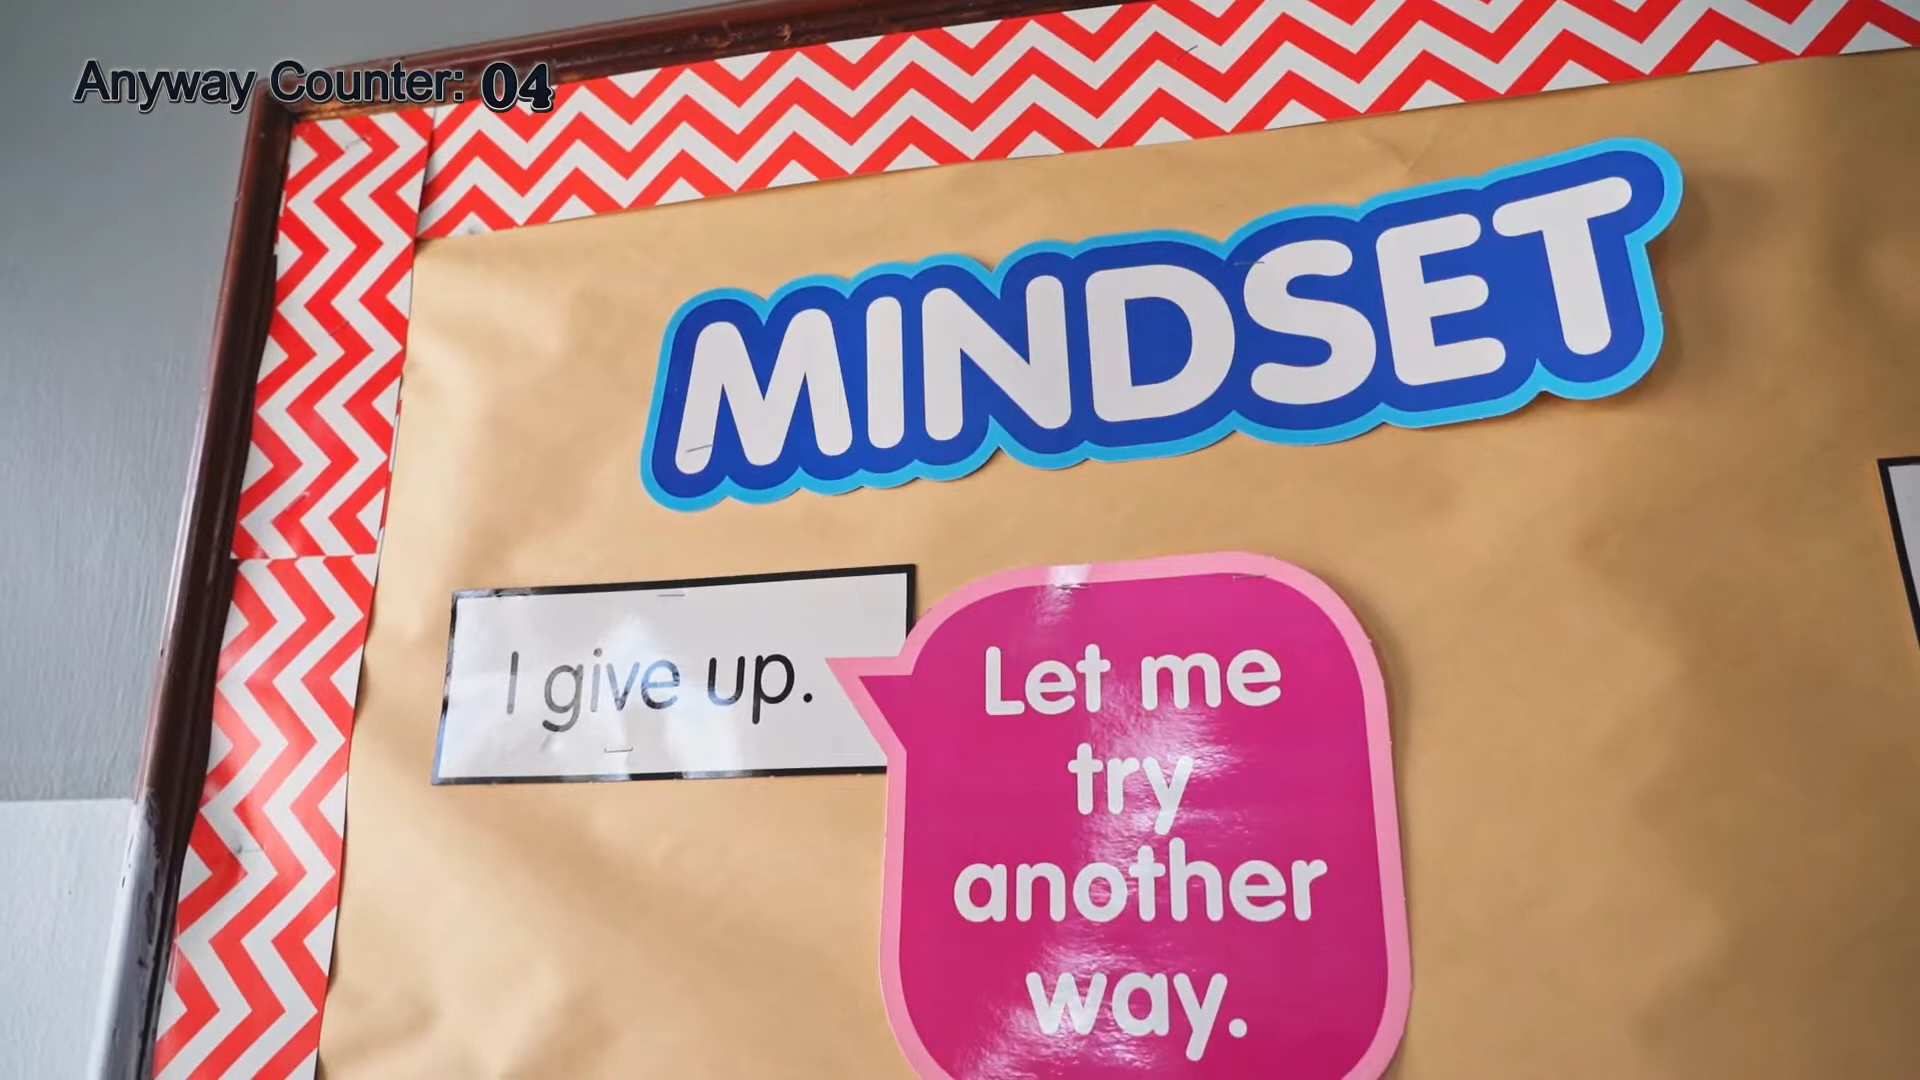 Anyway Counter: 04
MINDSET
I give up.
Let me
try
another
way.